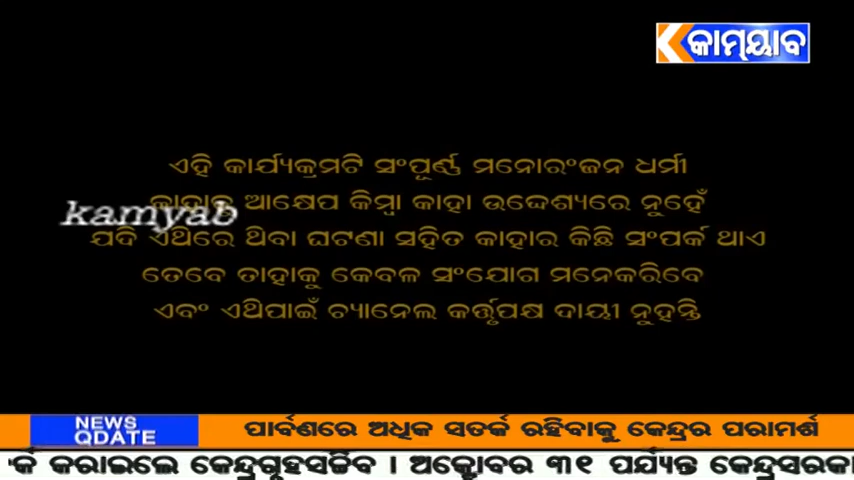 କାମୟାବ
ଏହି କାର୍ଯ୍ୟକ୍ରମଟି ସଂପୂର୍ଣ୍ଣ ମନୋରଂଜନ ଧର୍ମୀ
ଆକ୍ଷେପ କିମ୍ବା କାହା ଉଦ୍ଦେଶ୍ୟରେ ନୁହେଁ
kamyab
ଯଦି ଏଥିରେ ଥିବା ଘଟଣା ସହିତ କାହାର କିଛି ସଂପର୍କ ଥାଏ
ତେବେ ତାହାକୁ କେବଳ ସଂଯୋଗ ମନେକରିବେ
ଏବଂ ଏଥିପାଇଁ ଚ୍ୟାନେଲ କର୍ତ୍ତୃପକ୍ଷ ଦାୟୀ ନୁହନ୍ତି
NEWS
QDATE
ପାର୍ବଣରେ ଅଧିକ ସତର୍କ ରହିବାକୁ କେନ୍ଦ୍ରର ପରାମର୍ଶ
କରାଇଲେ କେନ୍ଦ୍ରଗୃହସଚ୍ଚିବ । ଅକ୍ଟୋବର ୩୧ ପର୍ଯ୍ୟନ୍ତ